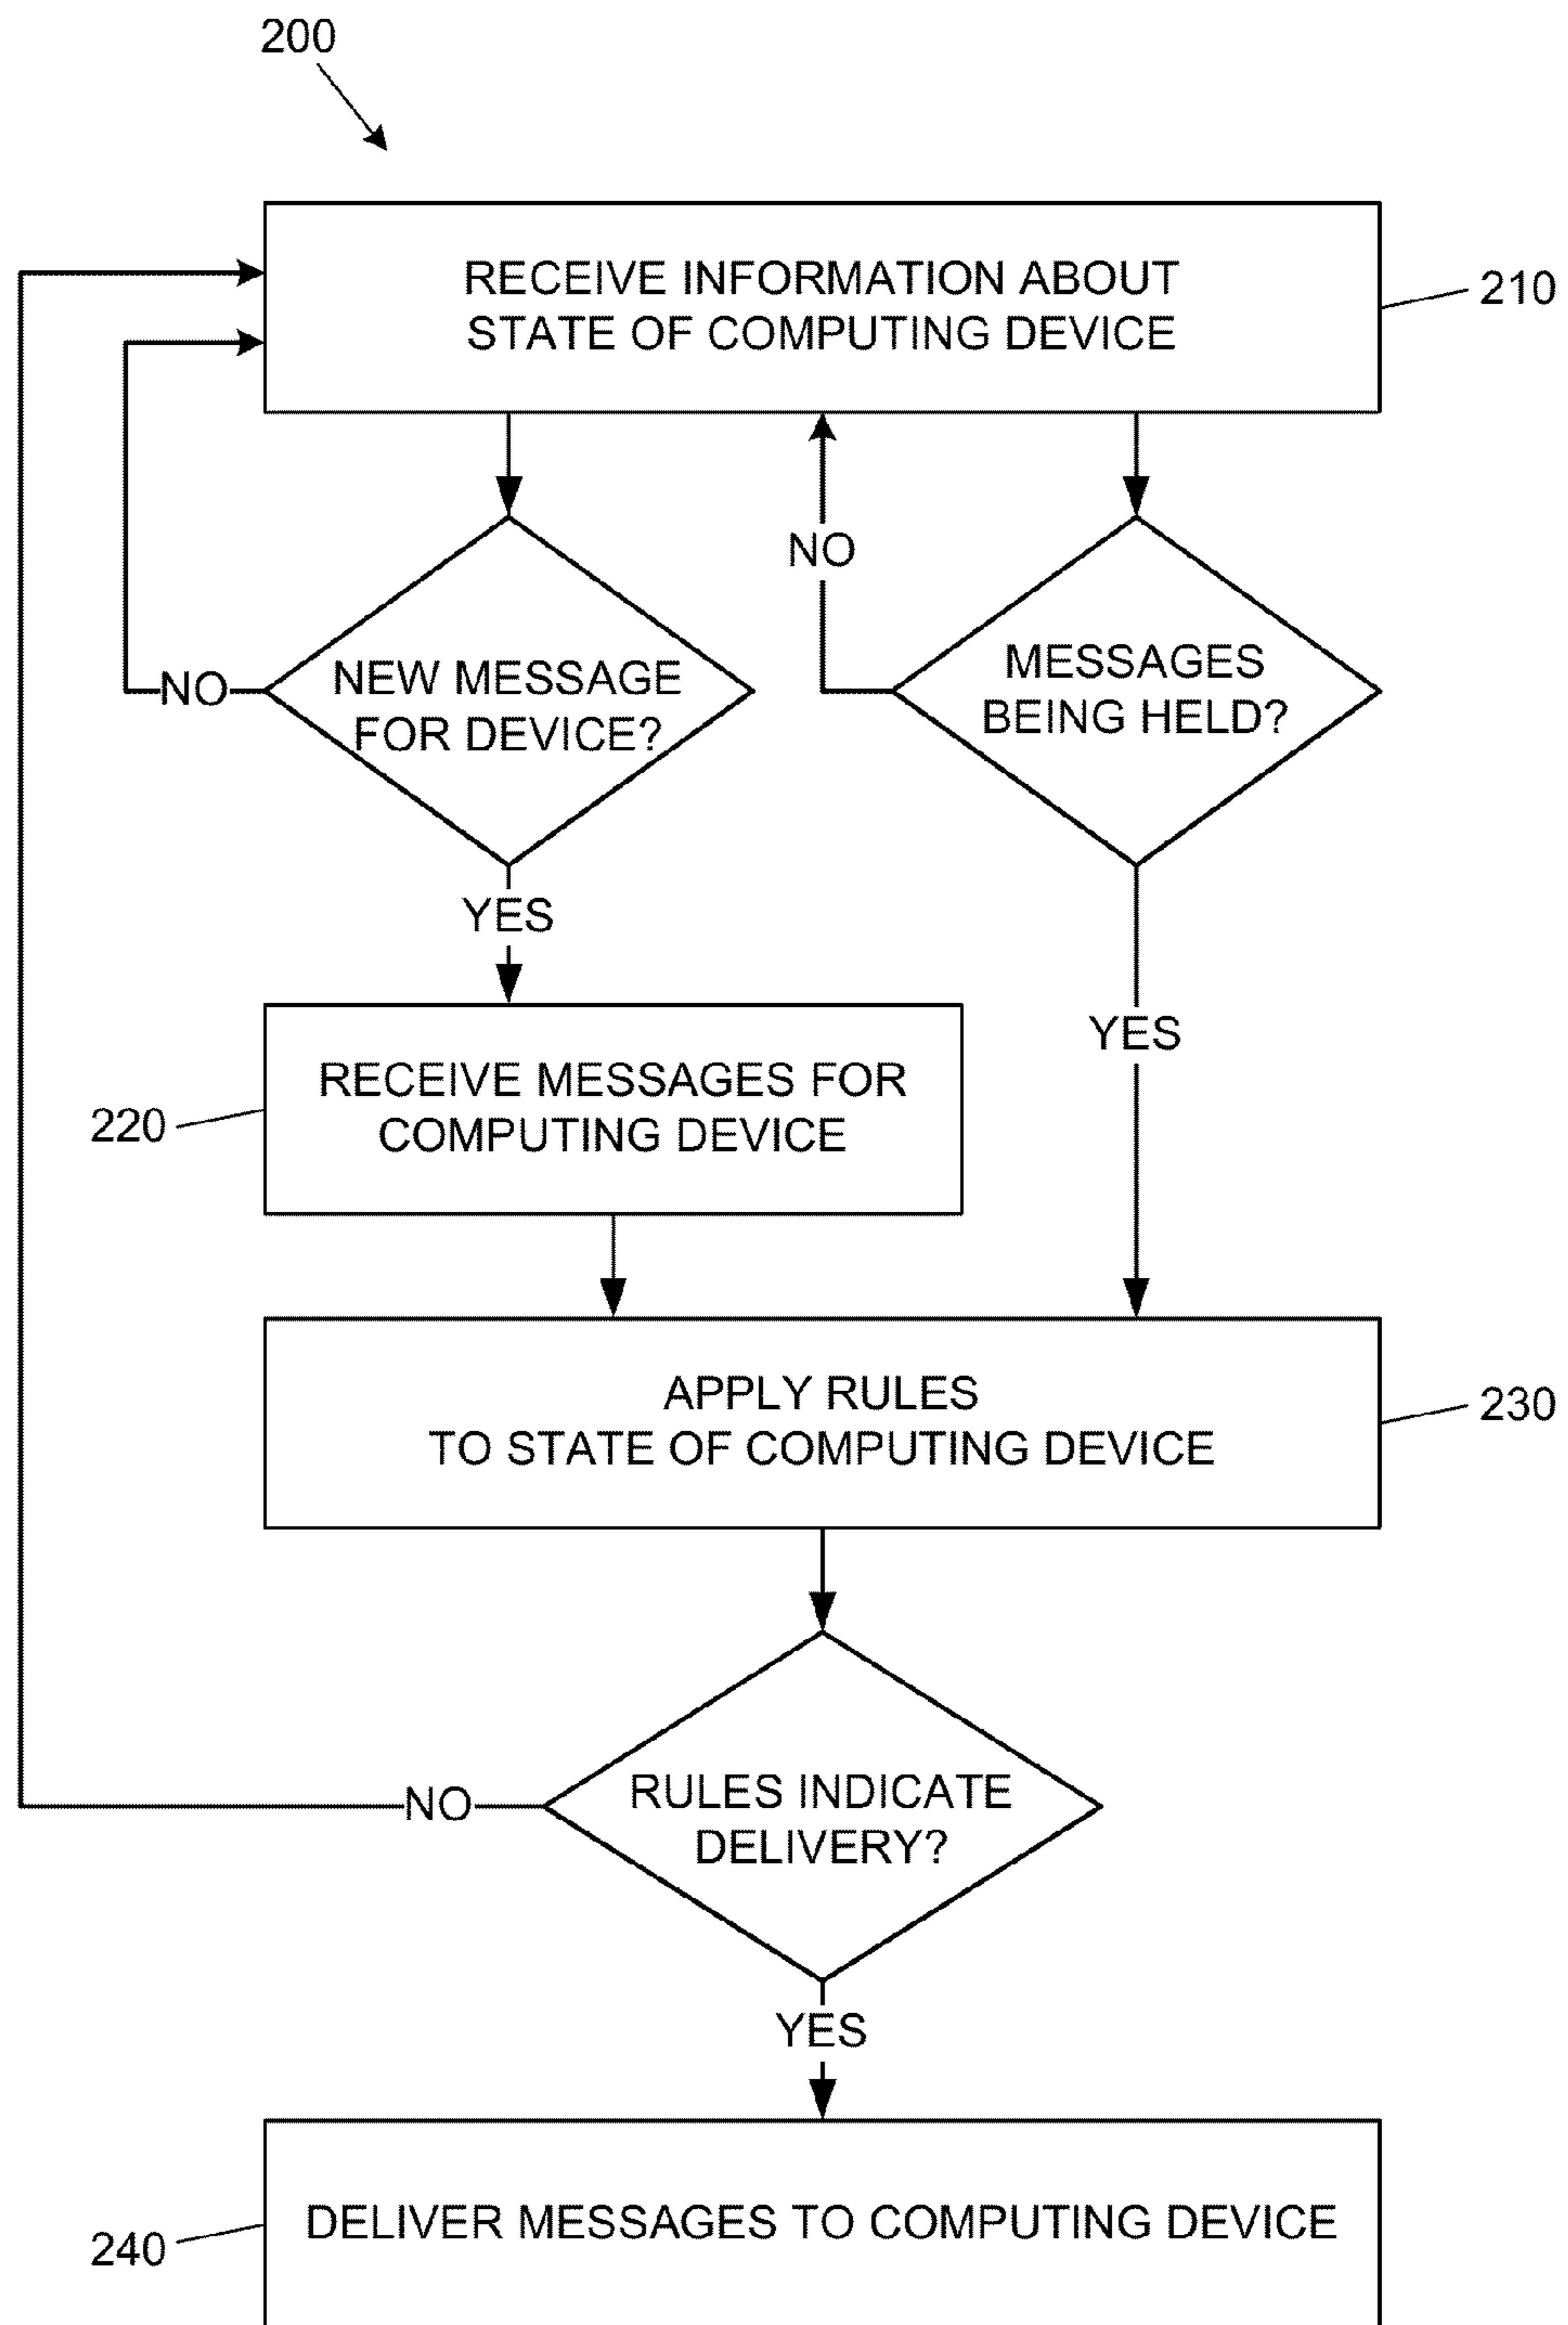 200
RECEIVE INFORMATION ABOUT
STATE OF COMPUTING DEVICE
210
NO
NEW MESSAGE
FOR DEVICE?
NO
MESSAGES
BEING HELD?
YES
YES
RECEIVE MESSAGES FOR
COMPUTING DEVICE
220
APPLY RULES
TO STATE OF COMPUTING DEVICE
230
NO
RULES INDICATE
DELIVERY?
YES
DELIVER MESSAGES TO COMPUTING DEVICE
240